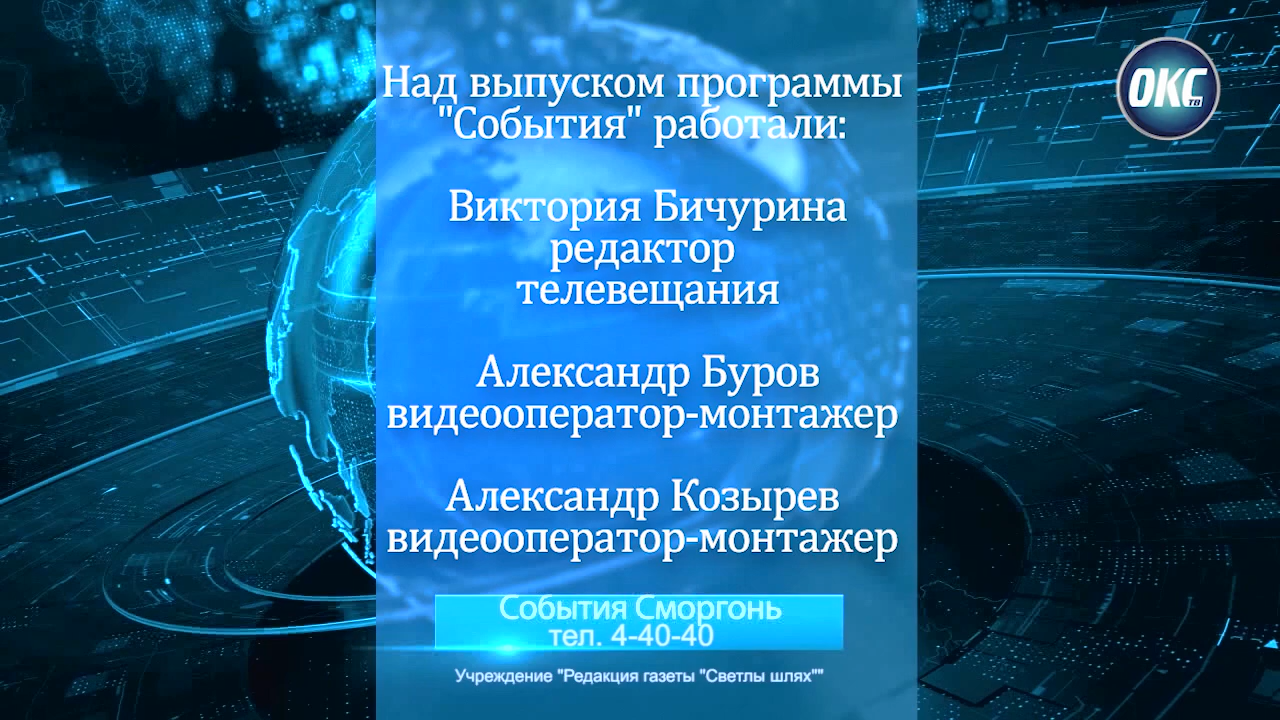 ОКС ТВ
Над выпуском программы
"События" работали:
Виктория Бичурина
редактор
телевещания
Александр Буров
видеооператор-монтажер
Александр Козырев
видеооператор-монтажер
События Сморгонь
тел. 4-40-40
Учреждение "Редакция газеты "Светлы шлях""